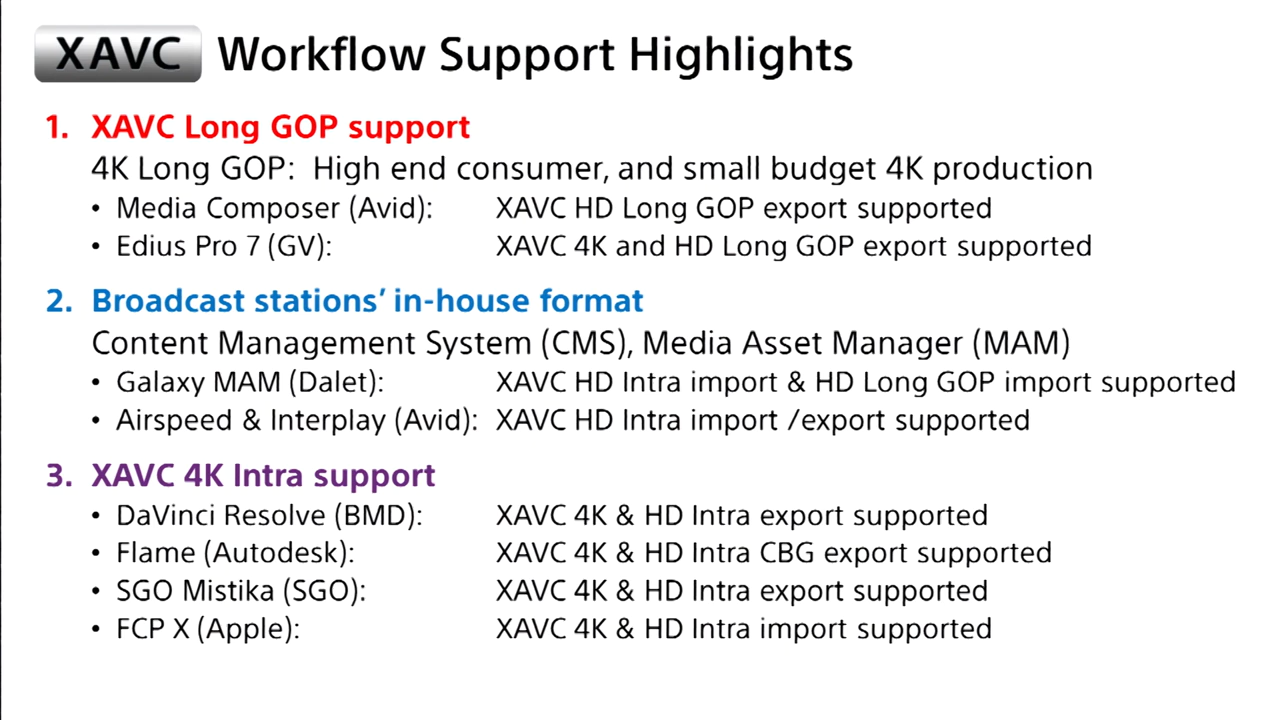 XAVC Workflow Support Highlights
1. XAVC Long GOP support
4K Long GOP: High end consumer, and small budget 4K production
• Media Composer (Avid): XAVC HD Long GOP export supported
• Edius Pro 7 (GV): XAVC 4K and HD Long GOP export supported
2. Broadcast stations’ in-house format
Content Management System (CMS), Media Asset Manager (MAM)
• Galaxy MAM (Dalet): XAVC HD Intra import & HD Long GOP import supported
• Airspeed & Interplay (Avid): XAVC HD Intra import /export supported
3. XAVC 4K Intra support
• DaVinci Resolve (BMD): XAVC 4K & HD Intra export supported
• Flame (Autodesk): XAVC 4K & HD Intra CBG export supported
• SGO Mistika (SGO): XAVC 4K & HD Intra export supported
• FCP X (Apple): XAVC 4K & HD Intra import supported